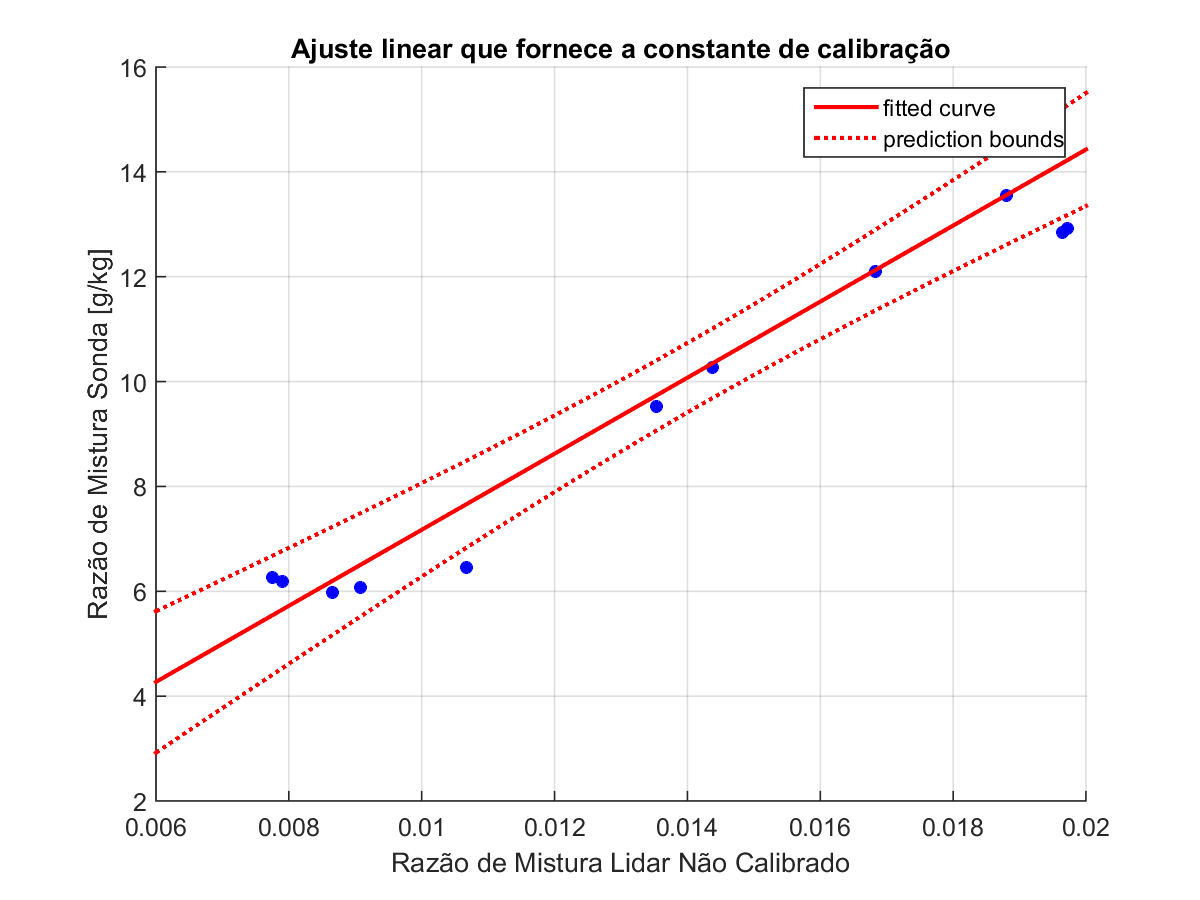 Ajuste linear que fornece a constante de calibração
fitted curve
prediction bounds
Razão de Mistura Sonda [g/kg]
16
14
12
10
8
6
4
2
0.006 0.008 0.01 0.012 0.014 0.016 0.018 0.02
Razão de Mistura Lidar Não Calibrado